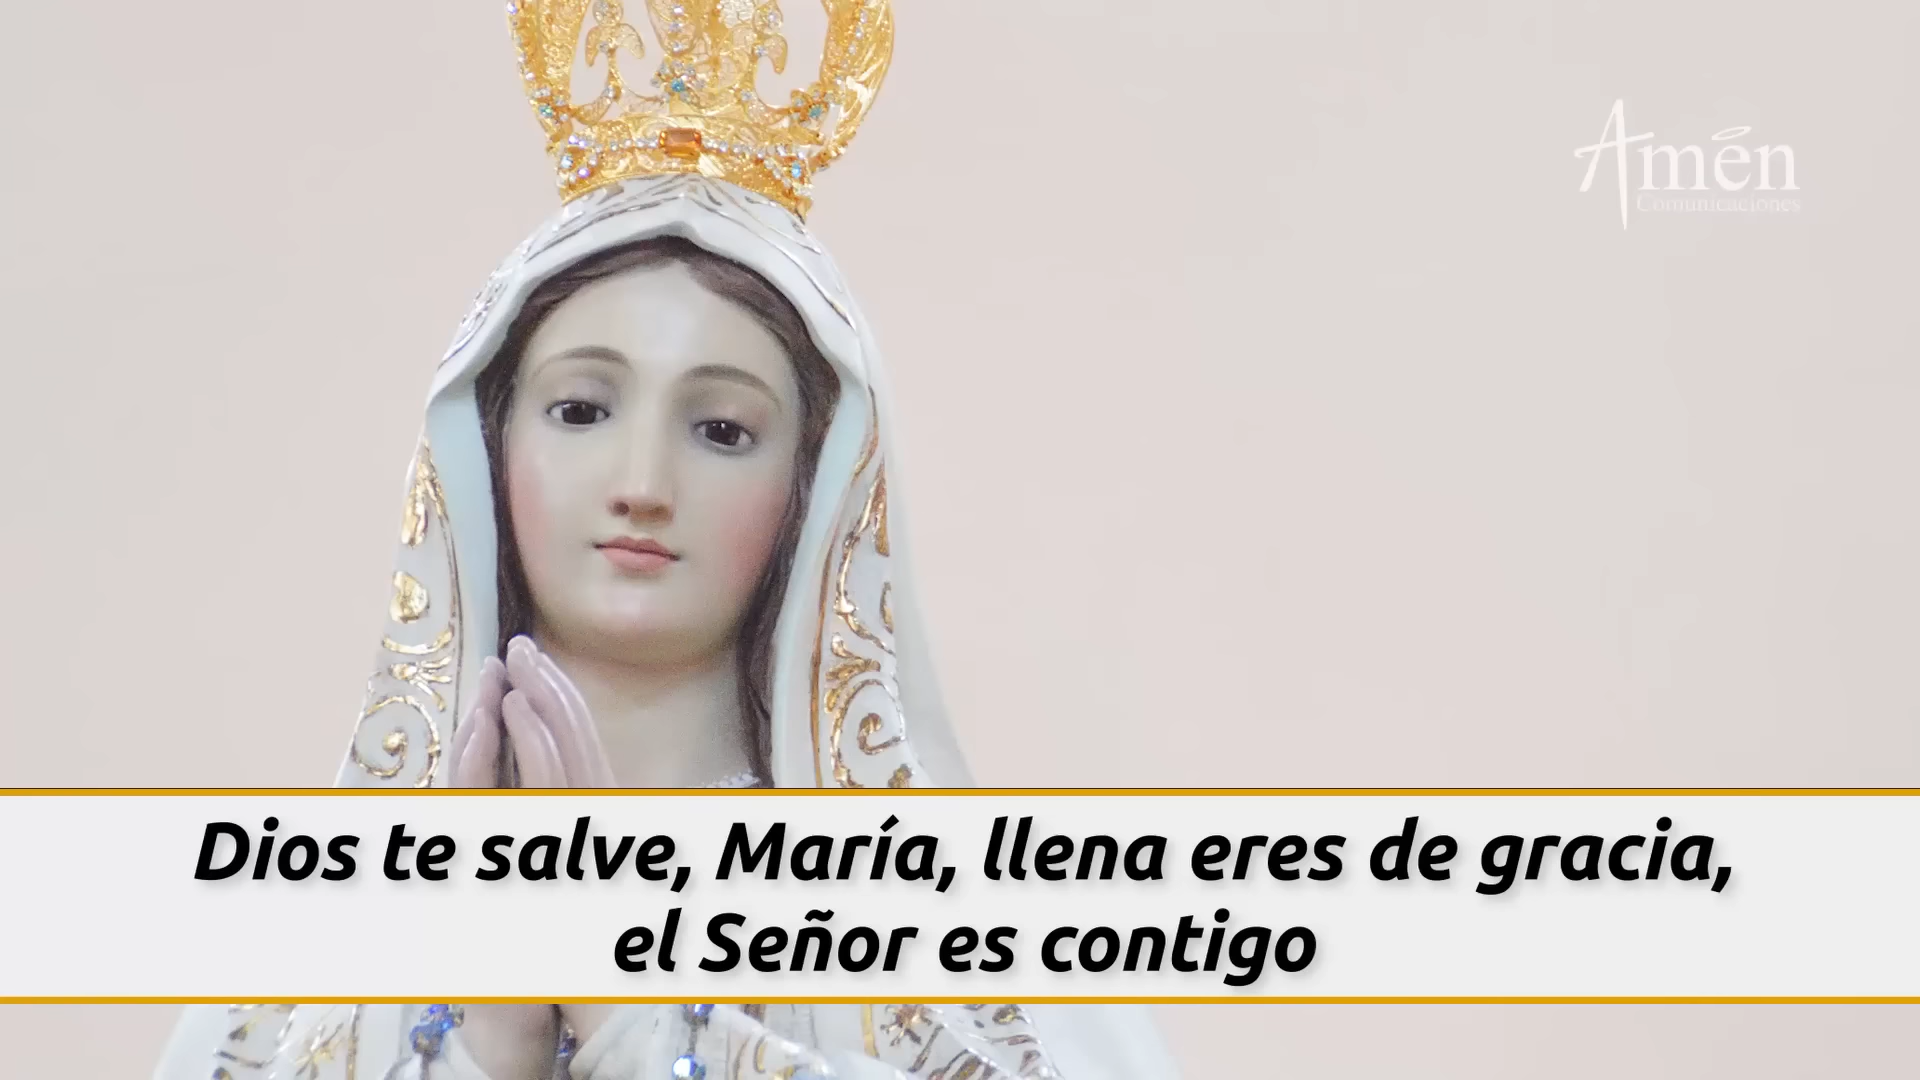 Amén
Comunicaciones
Dios te salve, María, llena eres de gracia,
el Señor es contigo